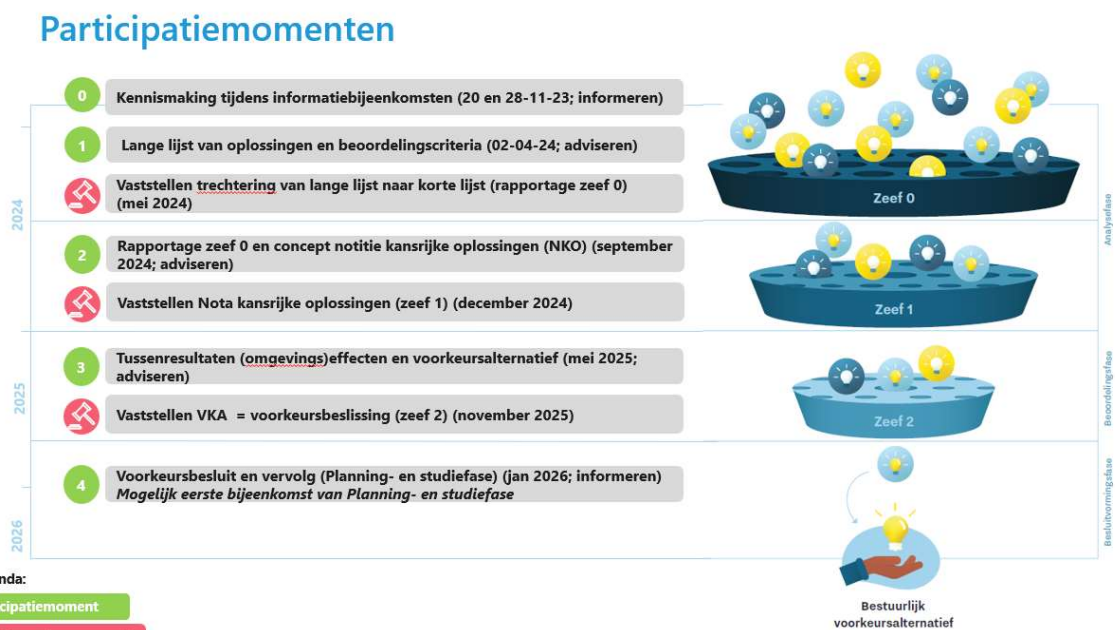 Participatiemomenten
0
Kennismaking tijdens informatiebijeenkomsten (20 en 28-11-23; informeren)
1
Lange lijst van oplossingen en beoordelingscriteria (02-04-24; adviseren)
Vaststellen trechtering van lange lijst naar korte lijst (rapportage zeef 0)
(mei 2024)
Zeef 0
2024
Analysefase
2
Rapportage zeef 0 en concept notitie kansrijke oplossingen (NKO) (september
2024; adviseren)
Vaststellen Nota kansrijke oplossingen (zeef 1) (december 2024)
Zeef 1
3
Tussenresultaten (omgevings)effecten en voorkeursalternatief (mei 2025;
adviseren)
Vaststellen VKA = voorkeursbeslissing (zeef 2) (november 2025)
Zeef 2
2025
Beoordelingsfase
4
Voorkeursbesluit en vervolg (Planning- en studiefase) (jan 2026; informeren)
Mogelijk eerste bijeenkomst van Planning- en studiefase
2026
Besluitvormingsfase
nda:
cipatiemoment
Bestuurlijk
voorkeursalternatief